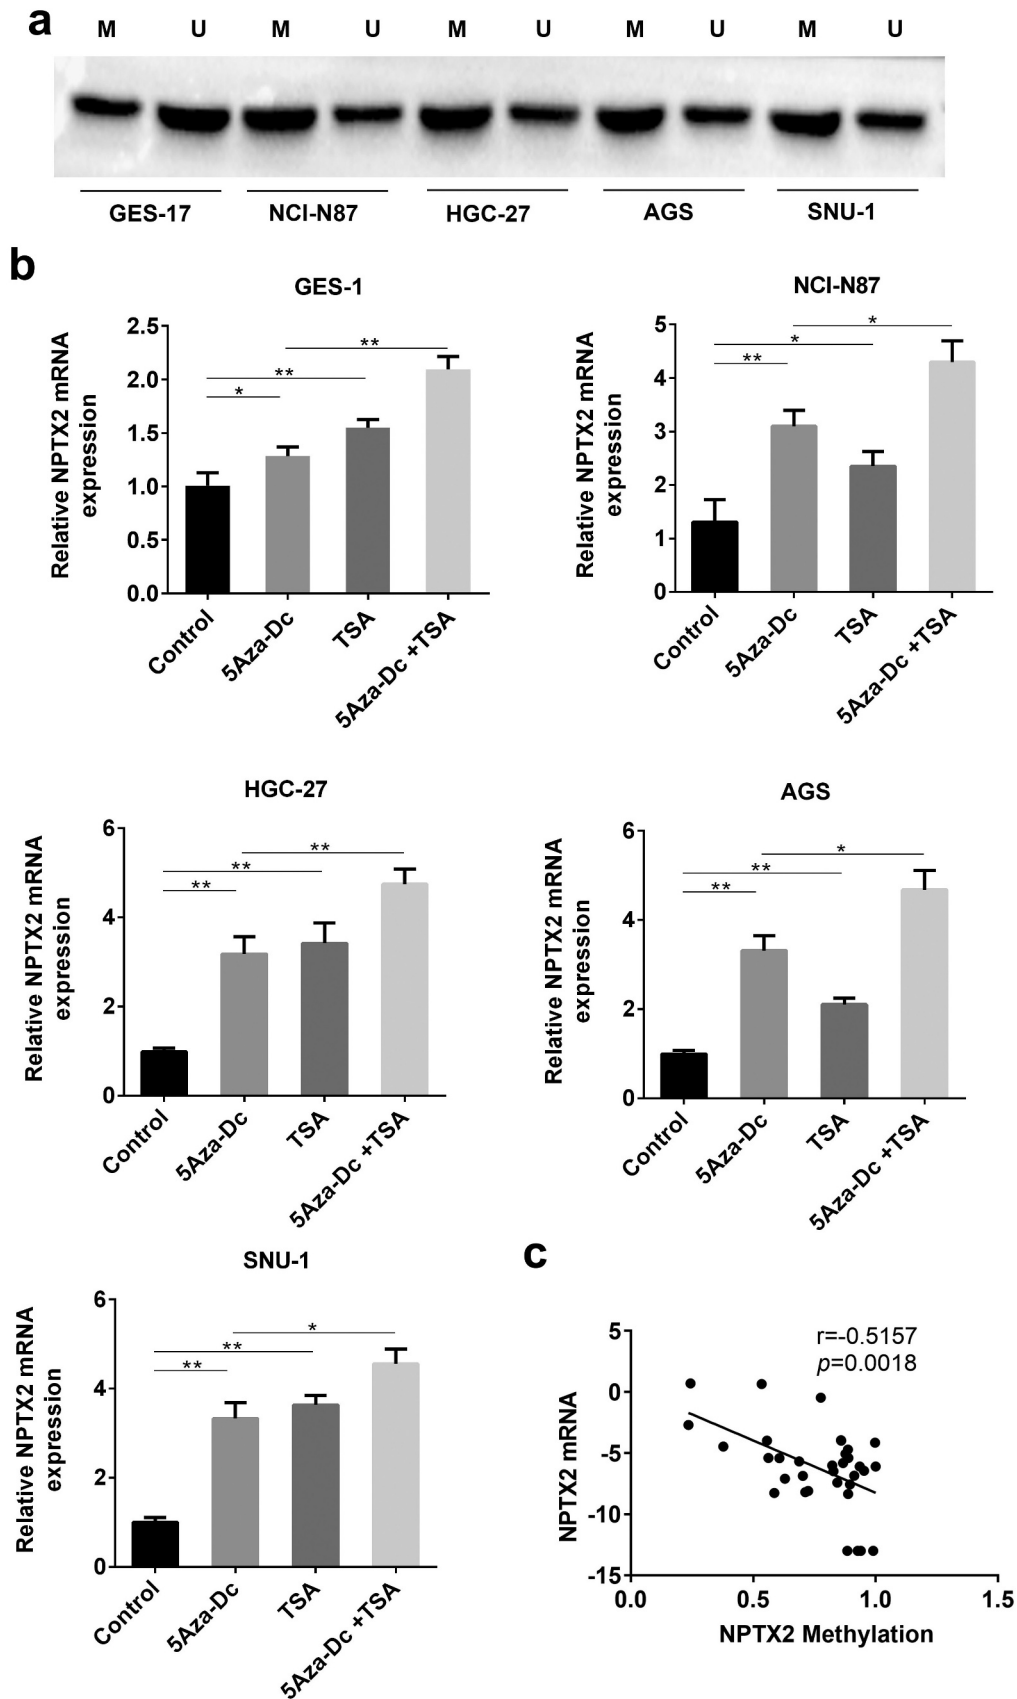 a
M U M U M U M U M U
GES-17 NCI-N87 HGC-27 AGS SNU-1
b
GES-1
Relative NPTX2 mRNA
expression
2.5
2.0
1.5
1.0
0.5
0.0
**
**
*
Control
5Aza-Dc
TSA
5Aza-Dc +TSA
NCI-N87
Relative NPTX2 mRNA
expression
5
4
3
2
1
0
*
*
**
Control
5Aza-Dc
TSA
5Aza-Dc +TSA
HGC-27
Relative NPTX2 mRNA
expression
6
4
2
0
**
**
**
Control
5Aza-Dc
TSA
5Aza-Dc +TSA
AGS
Relative NPTX2 mRNA
expression
6
4
2
0
*
**
**
Control
5Aza-Dc
TSA
5Aza-Dc +TSA
SNU-1
Relative NPTX2 mRNA
expression
6
4
2
0
*
**
**
Control
5Aza-Dc
TSA
5Aza-Dc +TSA
c
NPTX2 mRNA
5
0
-5
-10
-15
r=-0.5157
p=0.0018
0.0 0.5 1.0 1.5
NPTX2 Methylation